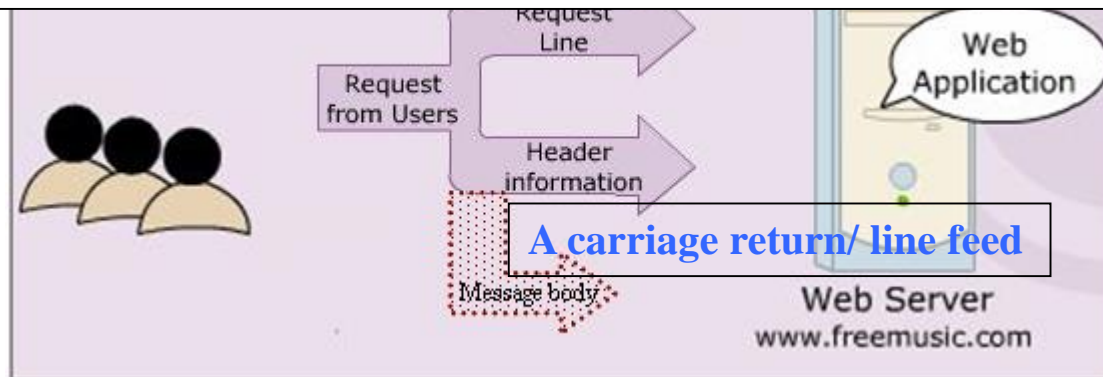 Request
Line
Web
Application
Request
from Users
Header
information
A carriage return/ line feed
Message body
Web Server
www.freemusic.com